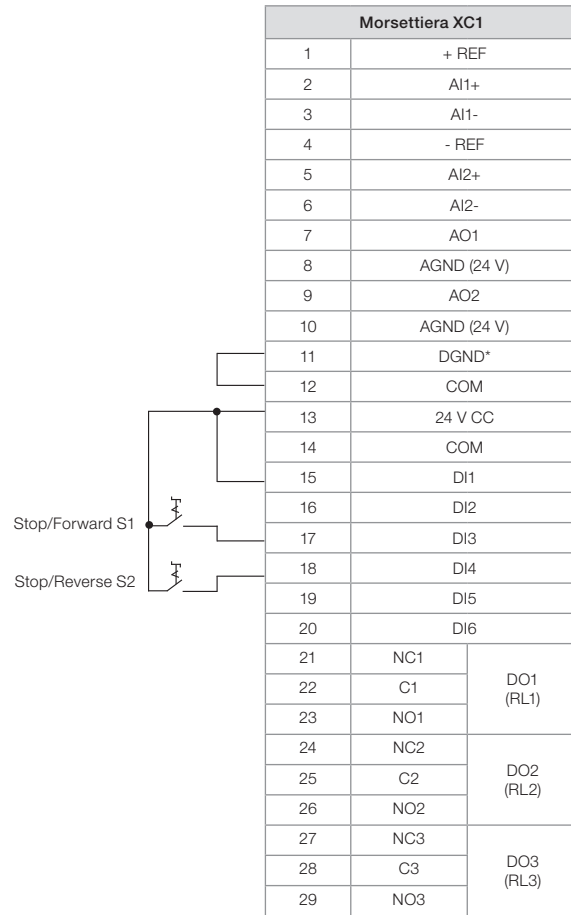 Morsettiera XC1
1 + REF
2 AI1+
3 AI1-
4 - REF
5 AI2+
6 AI2-
7 AO1
8 AGND (24 V)
9 AO2
10 AGND (24 V)
11 DGND*
12 COM
13 24 V CC
14 COM
15 DI1
16 DI2
Stop/Forward S1
17 DI3
18 DI4
Stop/Reverse S2
19 DI5
20 DI6
21 NC1
22 C1
23 NO1
DO1
(RL1)
24 NC2
25 C2
26 NO2
DO2
(RL2)
27 NC3
28 C3
29 NO3
DO3
(RL3)